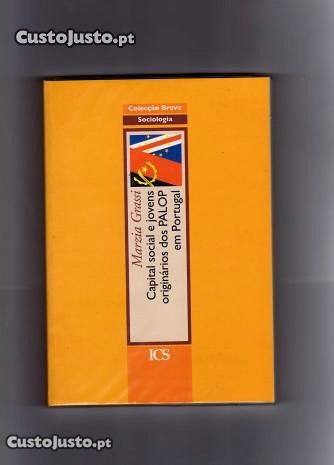 CustoJusto.pt
Colecção Breve
Sociologia
Marzia Grassi
Capital social e jovens
originários dos PALOP
em Portugal
ICS
CustoJusto.pt